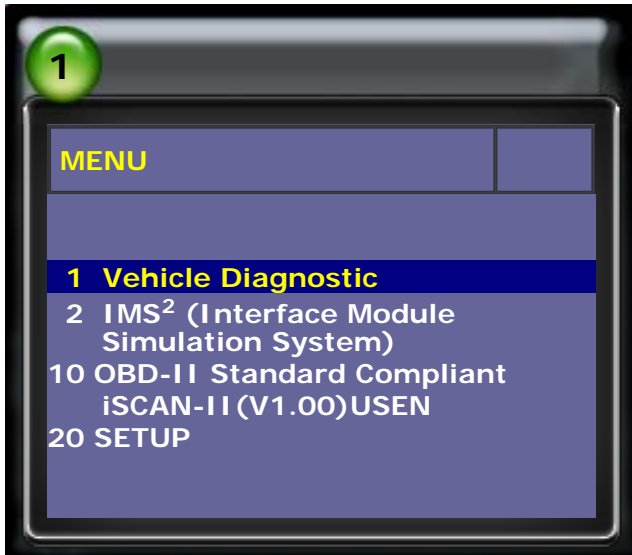 1
MENU
1 Vehicle Diagnostic
2 IMS² (Interface Module
Simulation System)
10 OBD-II Standard Compliant
iSCAN-II(V1.00)USEN
20 SETUP